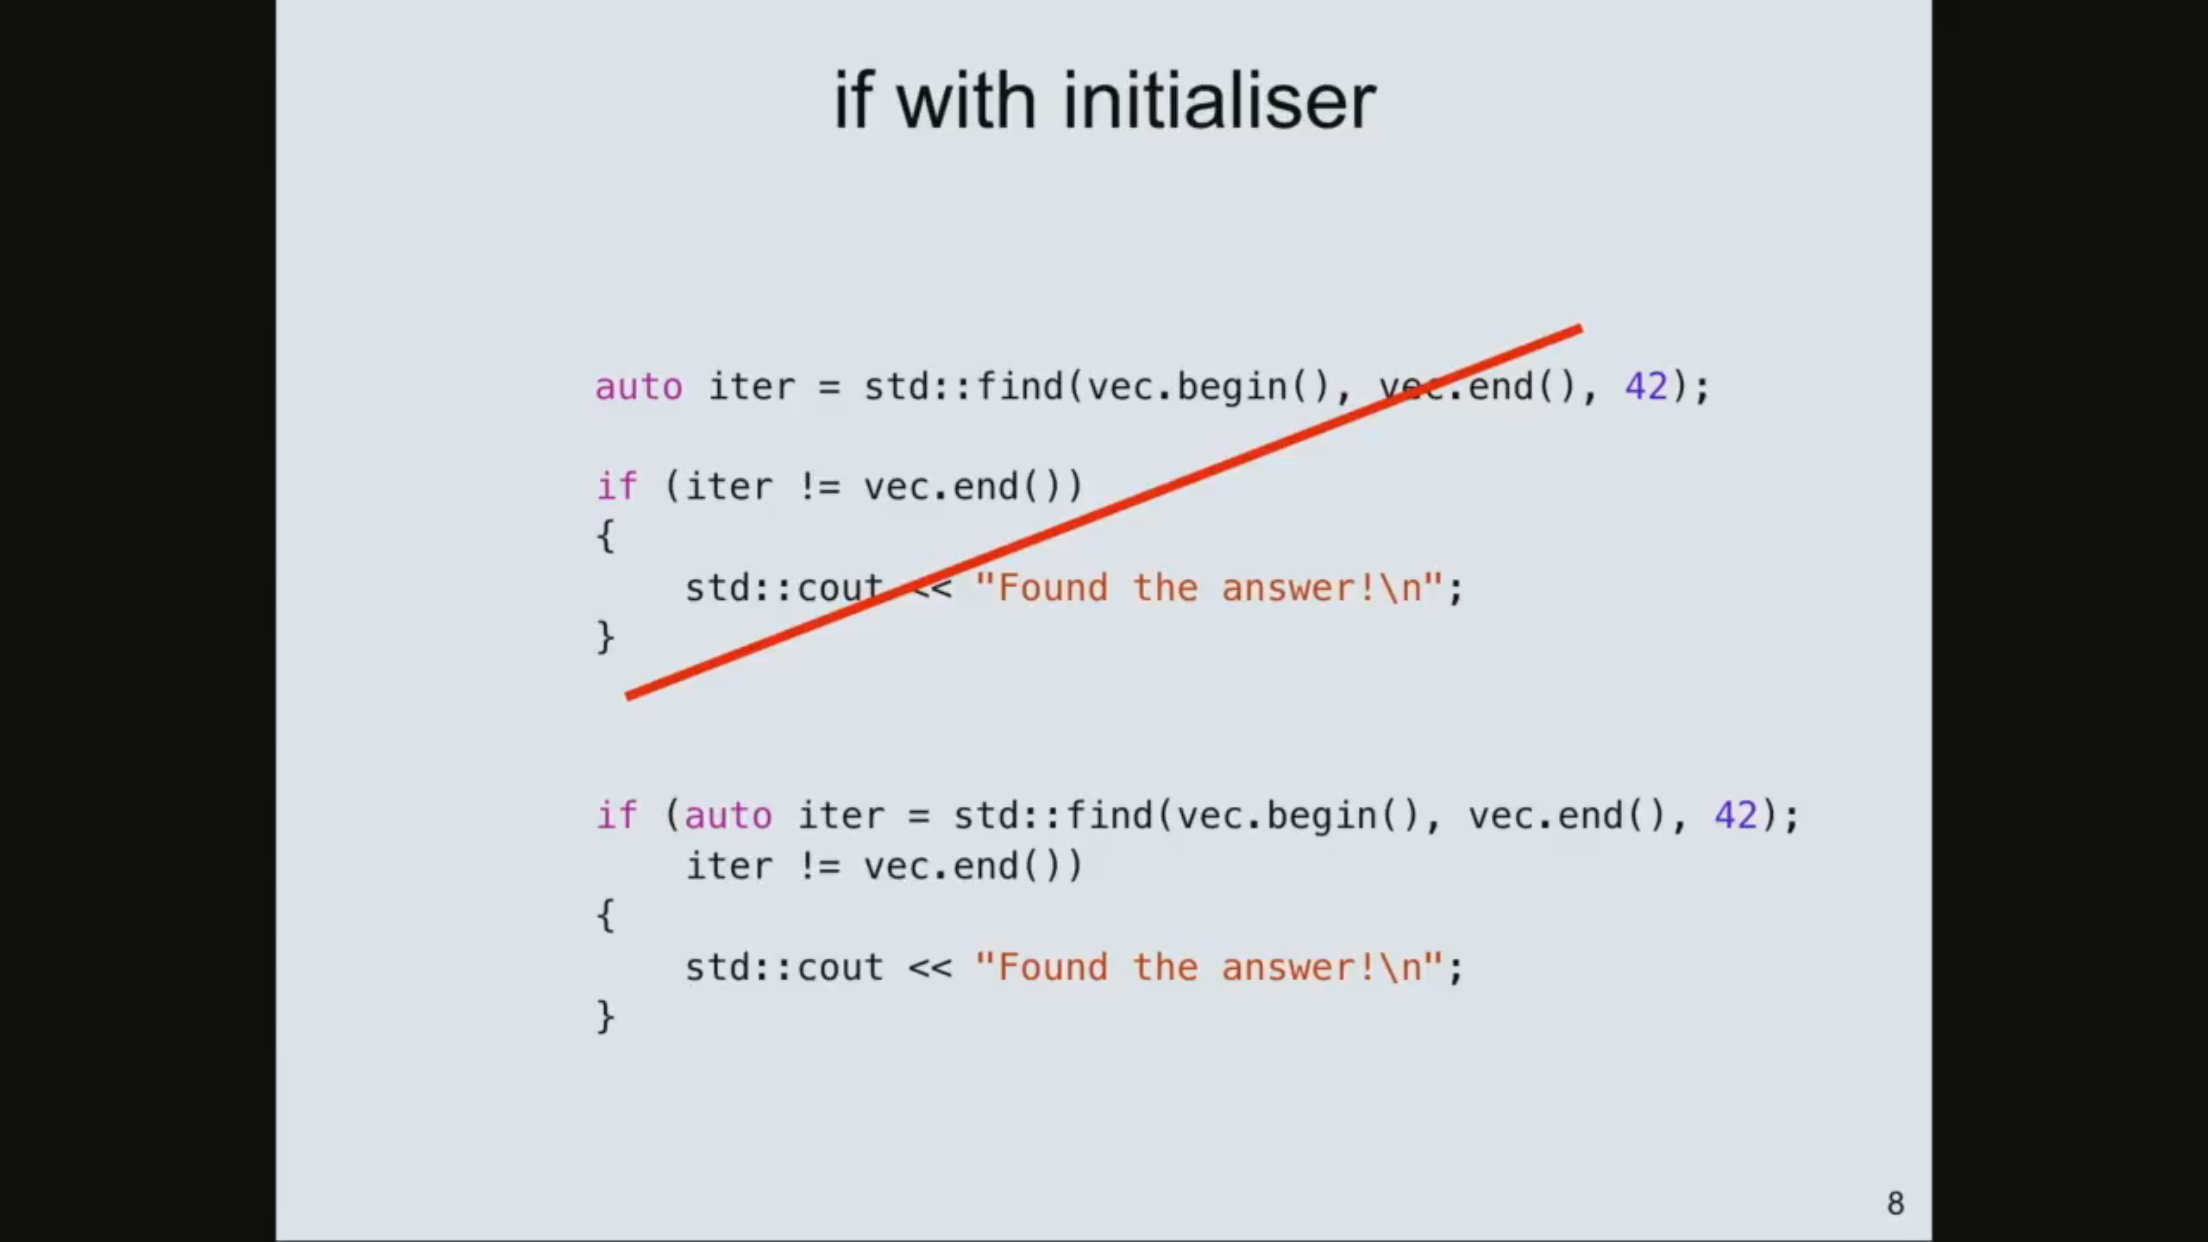 if with initialiser
auto iter = std::find(vec.begin(), vec.end(), 42);
if (iter != vec.end())
{
    std::cout << "Found the answer!\n";
}
if (auto iter = std::find(vec.begin(), vec.end(), 42);
    iter != vec.end())
{
    std::cout << "Found the answer!\n";
}
8